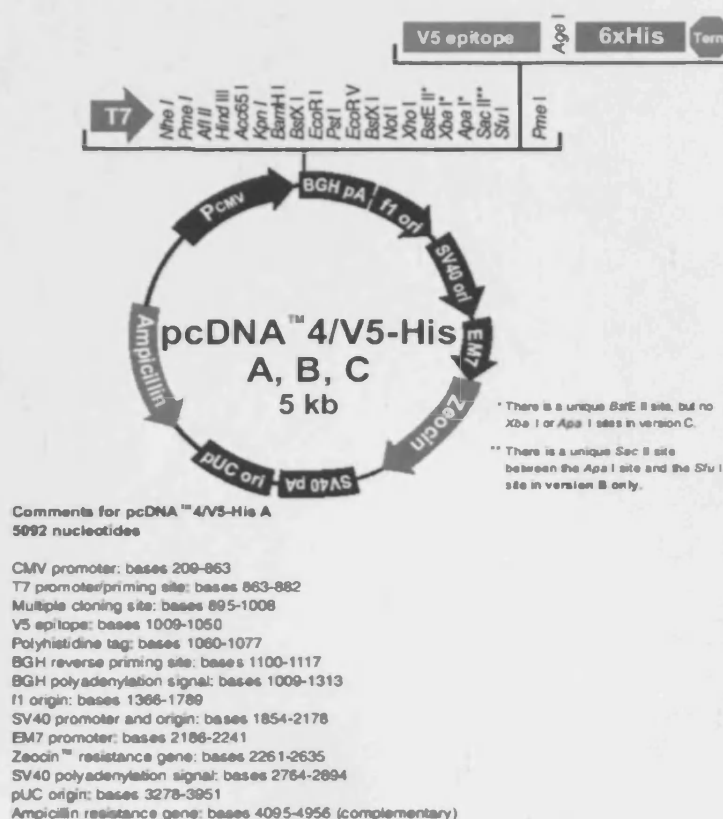 V5 epitope Age I 6xHis Term
T7 Nhe I Pme I Afl II Hind III Acc65 I Kpn I BamH I BstX I EcoR I Pst I EcoR V BstX I Not I Xho I BstE II* Xba I* Apa I* Sac II** Sfu I Pme I
PCMV BGH pA f1 ori SV40 ori EM7 Zeocin SV40 pA pUC ori Ampicillin
pcDNA™4/V5-His
A, B, C
5 kb
* There is a unique BstE II site, but no
Xba I or Apa I sites in version C.
** There is a unique Sac II site
between the Apa I site and the Sfu I
site in version B only.
Comments for pcDNA™4/V5-His A
5092 nucleotides
CMV promoter: bases 209-863
T7 promoter/priming site: bases 863-882
Multiple cloning site: bases 895-1008
V5 epitope: bases 1009-1050
Polyhistidine tag: bases 1060-1077
BGH reverse priming site: bases 1100-1117
BGH polyadenylation signal: bases 1009-1313
f1 origin: bases 1366-1789
SV40 promoter and origin: bases 1854-2178
EM7 promoter: bases 2186-2241
Zeocin™ resistance gene: bases 2261-2635
SV40 polyadenylation signal: bases 2764-2894
pUC origin: bases 3278-3951
Ampicillin resistance gene: bases 4095-4956 (complementary)